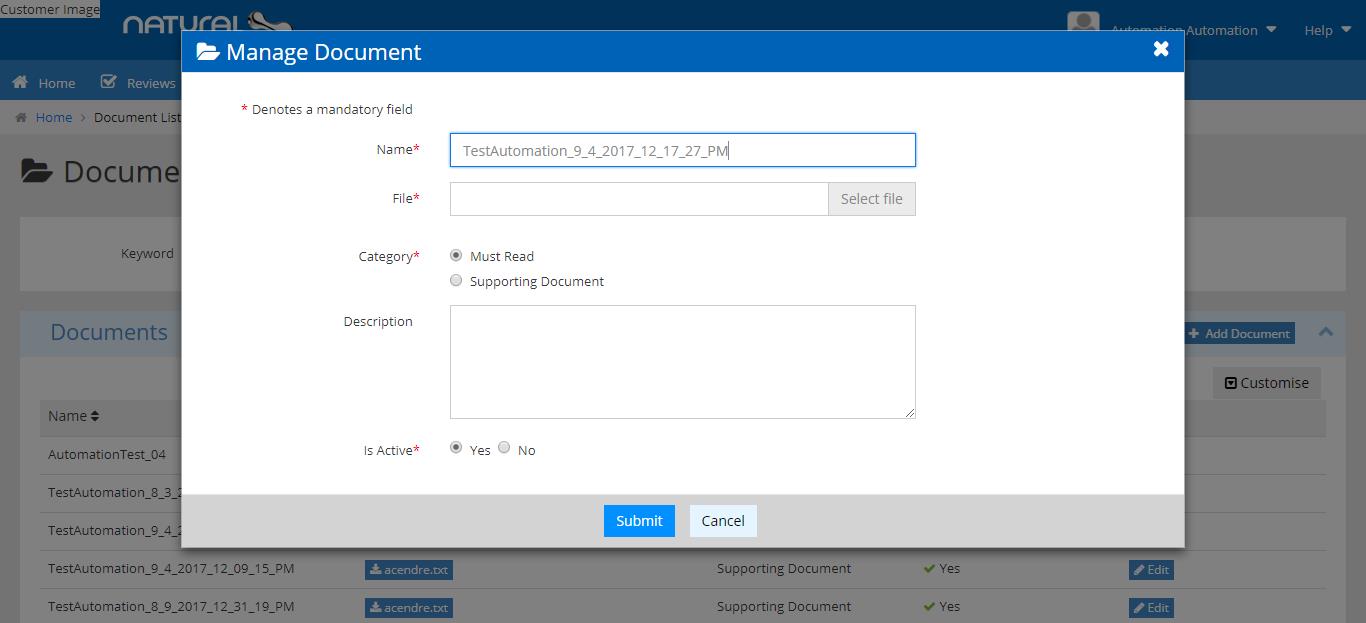 Customer Image
NATURAL
Automation Automation
Help
Manage Document
Home
Reviews
* Denotes a mandatory field
Home > Document List
Name*
TestAutomation_9_4_2017_12_17_27_PM
Docume
File*
Select file
Keyword
Category*
Must Read
Supporting Document
Description
Documents
+ Add Document
Customise
Name
Is Active*
Yes
No
AutomationTest_04
TestAutomation_8_3_2
Submit
Cancel
TestAutomation_9_4_2
TestAutomation_9_4_2017_12_09_15_PM acendre.txt Supporting Document Yes Edit
TestAutomation_8_9_2017_12_31_19_PM acendre.txt Supporting Document Yes Edit